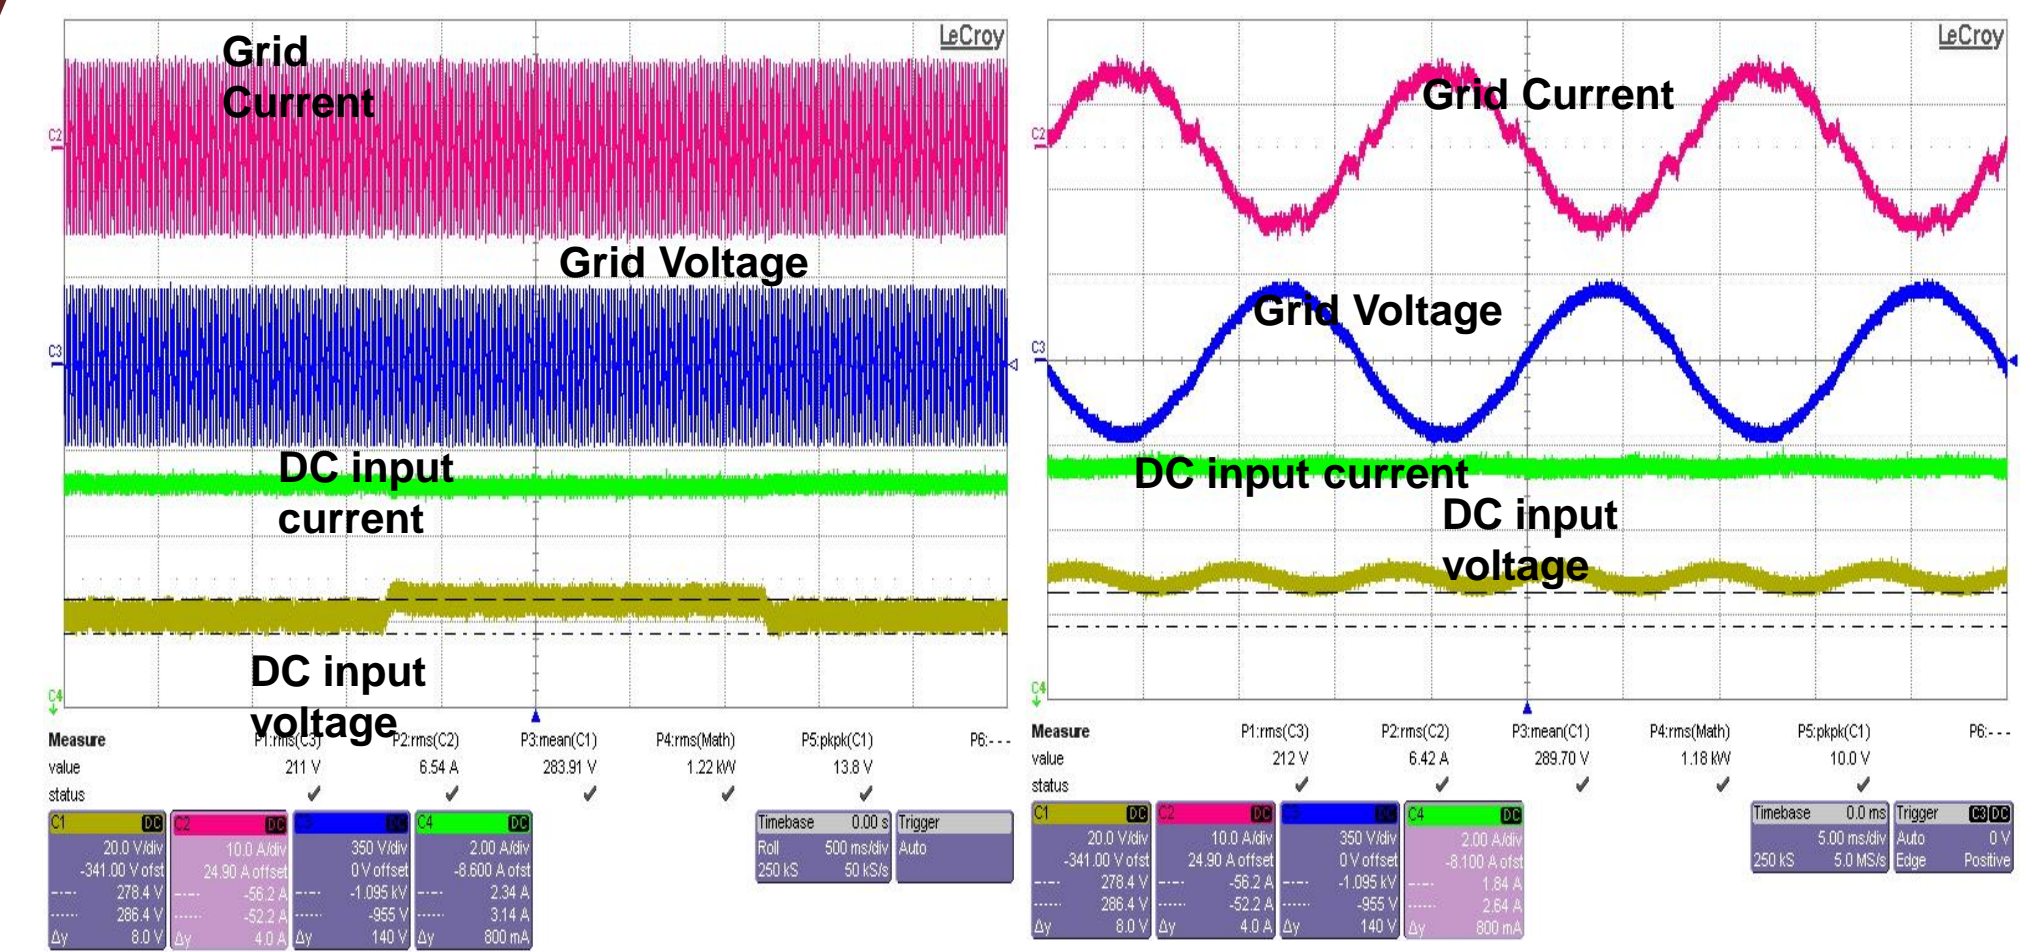 LeCroy
Grid
Current
C2
Grid Voltage
C3
DC input
current
DC input
voltage
C4
Measure P1:rms(C3) P2:rms(C2) P3:mean(C1) P4:rms(Math) P5:pkpk(C1) P6:- - -
value 211 V 6.54 A 283.91 V 1.22 kW 13.8 V
status ✓ ✓ ✓ ✓ ✓
C1 DC C2 DC C3 DC C4 DC
20.0 V/div 10.0 A/div 350 V/div 2.00 A/div
-341.00 V ofst 24.90 A offset 0 V offset -8.600 A ofst
278.4 V -56.2 A -1.095 kV 2.34 A
286.4 V -52.2 A -955 V 3.14 A
Δy 8.0 V Δy 4.0 A Δy 140 V Δy 800 mA
Timebase 0.00 s Trigger
Roll 500 ms/div Auto
250 kS 50 kS/s
LeCroy
Grid Current
C2
Grid Voltage
C3
DC input current
DC input
voltage
C4
Measure P1:rms(C3) P2:rms(C2) P3:mean(C1) P4:rms(Math) P5:pkpk(C1) P6:- - -
value 212 V 6.42 A 289.70 V 1.18 kW 10.0 V
status ✓ ✓ ✓ ✓ ✓
C1 DC C2 DC C3 DC C4 DC
20.0 V/div 10.0 A/div 350 V/div 2.00 A/div
-341.00 V ofst 24.90 A offset 0 V offset -8.100 A ofst
278.4 V -56.2 A -1.095 kV 1.84 A
286.4 V -52.2 A -955 V 2.64 A
Δy 8.0 V Δy 4.0 A Δy 140 V Δy 800 mA
Timebase 0.0 ms Trigger C3 DC
5.00 ms/div Auto 0 V
250 kS 5.0 MS/s Edge Positive